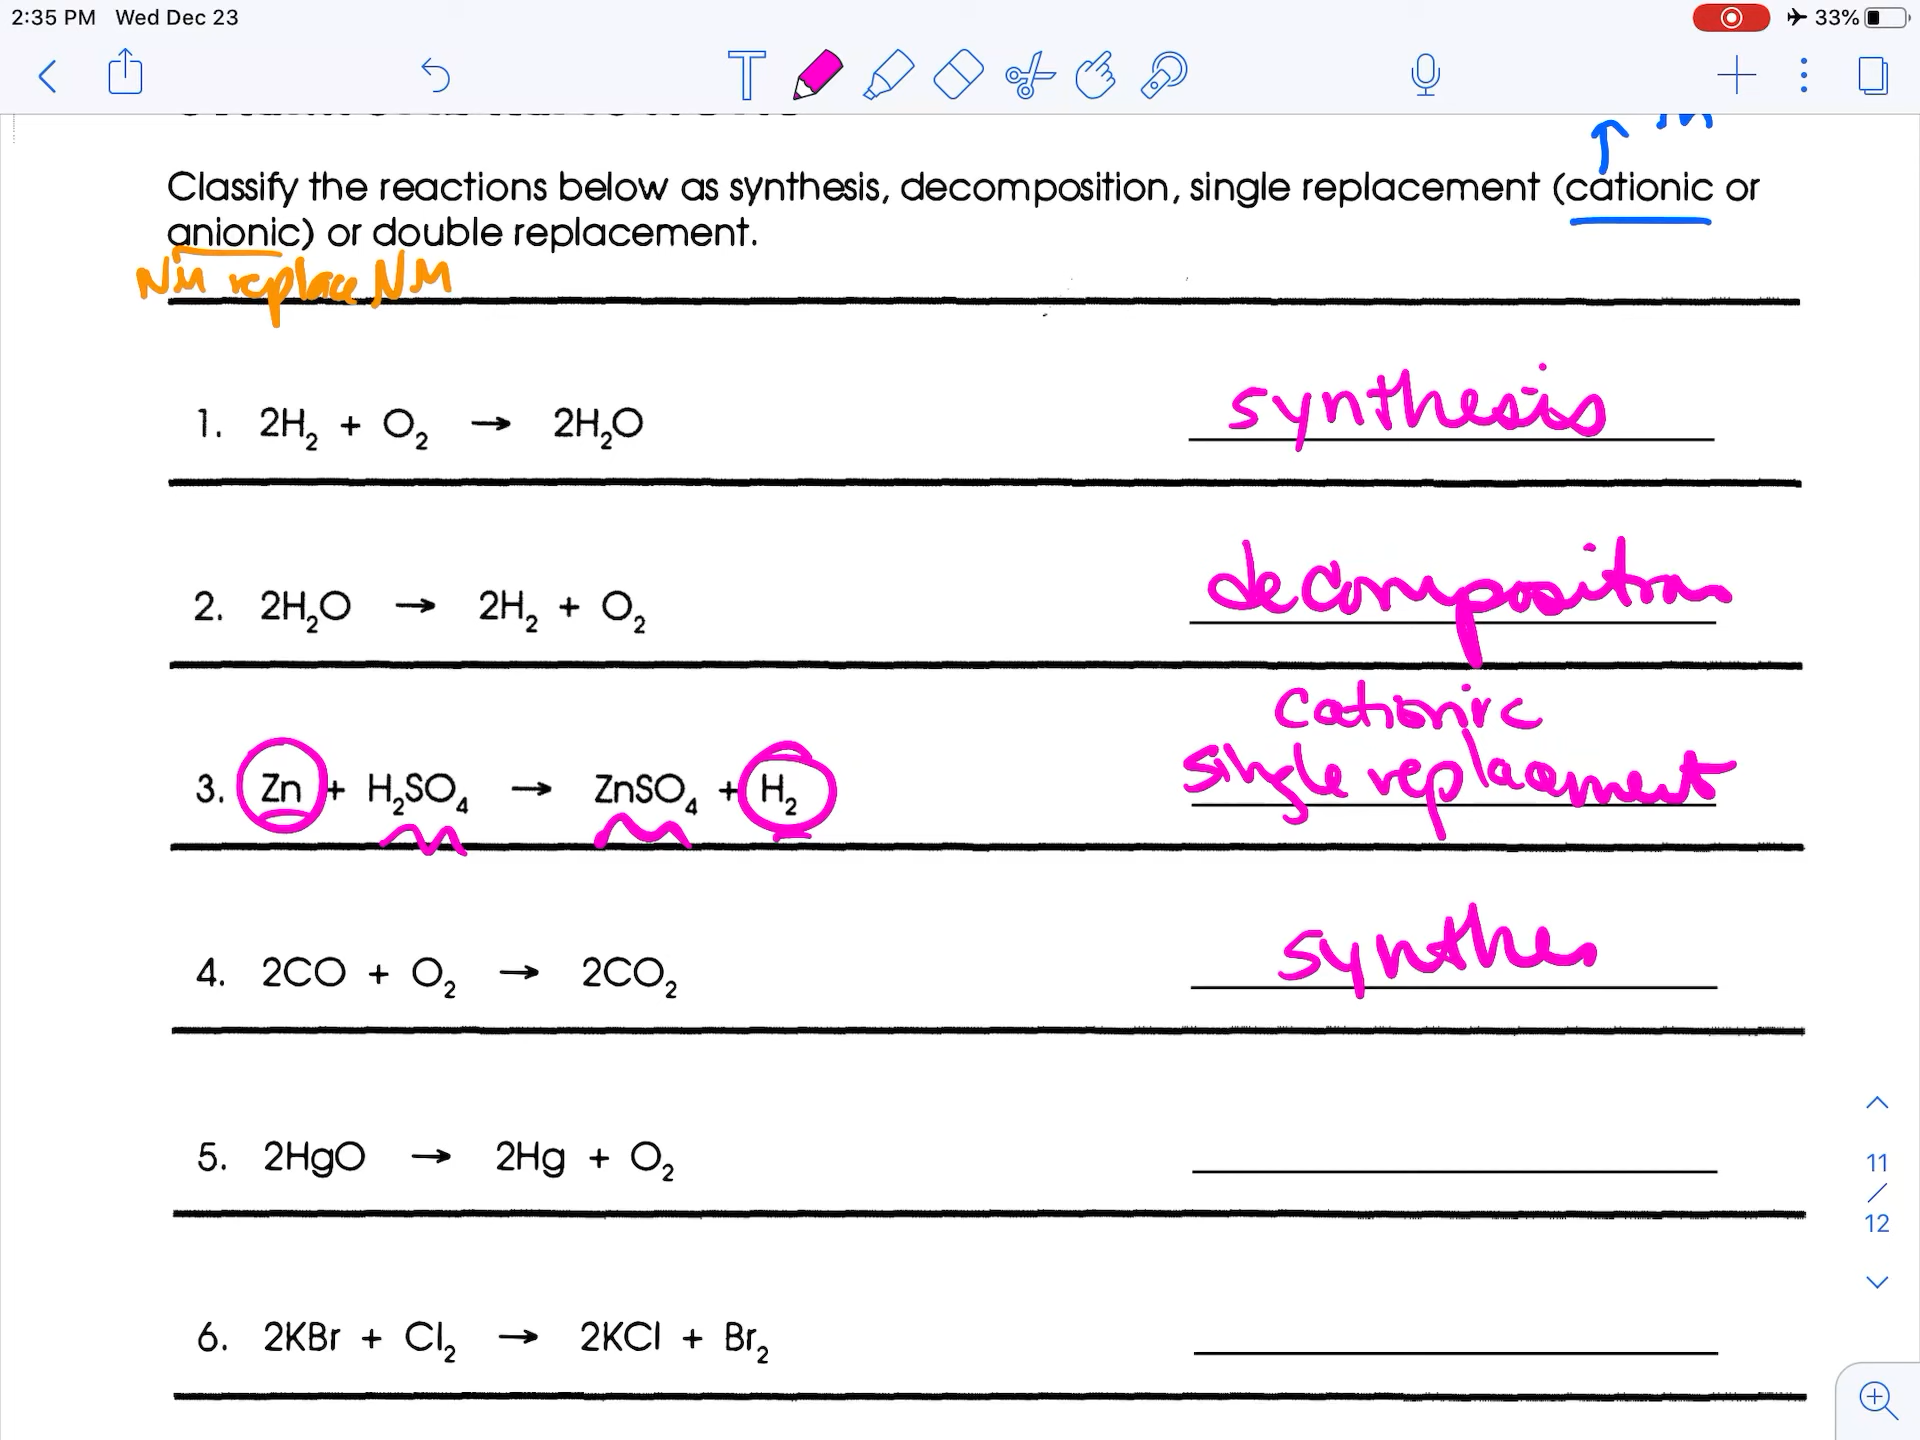 2:35 PM Wed Dec 23
33%
Classify the reactions below as synthesis, decomposition, single replacement (cationic or
anionic) or double replacement.
NM replace NM
1. 2H₂ + O₂ → 2H₂O synthesis
2. 2H₂O → 2H₂ + O₂ decomposition
cationic
3. Zn + H₂SO₄ → ZnSO₄ + H₂ single replacement
4. 2CO + O₂ → 2CO₂ synthes
5. 2HgO → 2Hg + O₂
6. 2KBr + Cl₂ → 2KCl + Br₂
11
/
12